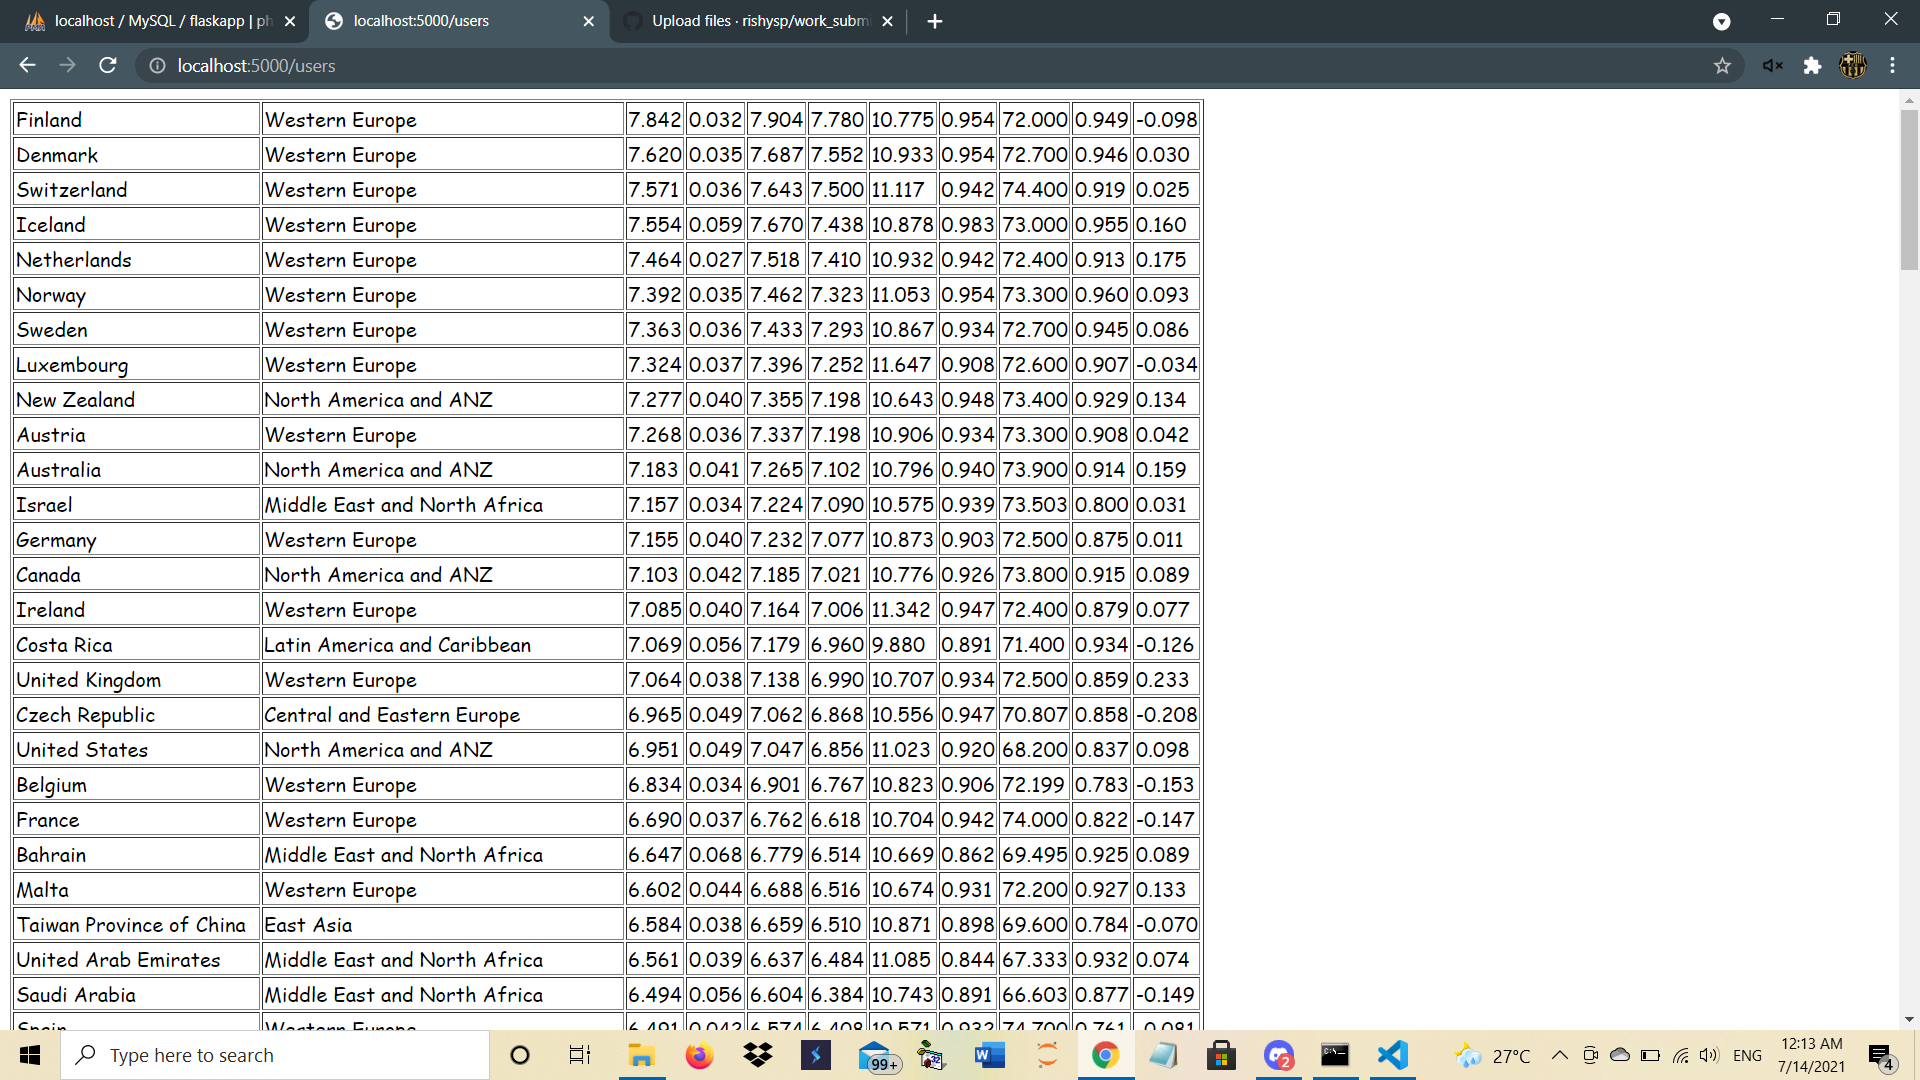 localhost / MySQL / flaskapp | ph
localhost:5000/users
Upload files · rishysp/work_subm
localhost:5000/users
Finland Western Europe 7.842 0.032 7.904 7.780 10.775 0.954 72.000 0.949 -0.098
Denmark Western Europe 7.620 0.035 7.687 7.552 10.933 0.954 72.700 0.946 0.030
Switzerland Western Europe 7.571 0.036 7.643 7.500 11.117 0.942 74.400 0.919 0.025
Iceland Western Europe 7.554 0.059 7.670 7.438 10.878 0.983 73.000 0.955 0.160
Netherlands Western Europe 7.464 0.027 7.518 7.410 10.932 0.942 72.400 0.913 0.175
Norway Western Europe 7.392 0.035 7.462 7.323 11.053 0.954 73.300 0.960 0.093
Sweden Western Europe 7.363 0.036 7.433 7.293 10.867 0.934 72.700 0.945 0.086
Luxembourg Western Europe 7.324 0.037 7.396 7.252 11.647 0.908 72.600 0.907 -0.034
New Zealand North America and ANZ 7.277 0.040 7.355 7.198 10.643 0.948 73.400 0.929 0.134
Austria Western Europe 7.268 0.036 7.337 7.198 10.906 0.934 73.300 0.908 0.042
Australia North America and ANZ 7.183 0.041 7.265 7.102 10.796 0.940 73.900 0.914 0.159
Israel Middle East and North Africa 7.157 0.034 7.224 7.090 10.575 0.939 73.503 0.800 0.031
Germany Western Europe 7.155 0.040 7.232 7.077 10.873 0.903 72.500 0.875 0.011
Canada North America and ANZ 7.103 0.042 7.185 7.021 10.776 0.926 73.800 0.915 0.089
Ireland Western Europe 7.085 0.040 7.164 7.006 11.342 0.947 72.400 0.879 0.077
Costa Rica Latin America and Caribbean 7.069 0.056 7.179 6.960 9.880 0.891 71.400 0.934 -0.126
United Kingdom Western Europe 7.064 0.038 7.138 6.990 10.707 0.934 72.500 0.859 0.233
Czech Republic Central and Eastern Europe 6.965 0.049 7.062 6.868 10.556 0.947 70.807 0.858 -0.208
United States North America and ANZ 6.951 0.049 7.047 6.856 11.023 0.920 68.200 0.837 0.098
Belgium Western Europe 6.834 0.034 6.901 6.767 10.823 0.906 72.199 0.783 -0.153
France Western Europe 6.690 0.037 6.762 6.618 10.704 0.942 74.000 0.822 -0.147
Bahrain Middle East and North Africa 6.647 0.068 6.779 6.514 10.669 0.862 69.495 0.925 0.089
Malta Western Europe 6.602 0.044 6.688 6.516 10.674 0.931 72.200 0.927 0.133
Taiwan Province of China East Asia 6.584 0.038 6.659 6.510 10.871 0.898 69.600 0.784 -0.070
United Arab Emirates Middle East and North Africa 6.561 0.039 6.637 6.484 11.085 0.844 67.333 0.932 0.074
Saudi Arabia Middle East and North Africa 6.494 0.056 6.604 6.384 10.743 0.891 66.603 0.877 -0.149
Spain Western Europe 6.491 0.042 6.574 6.408 10.571 0.932 74.700 0.761 -0.081
Type here to search
99+
2
27°C
ENG
12:13 AM
7/14/2021
4